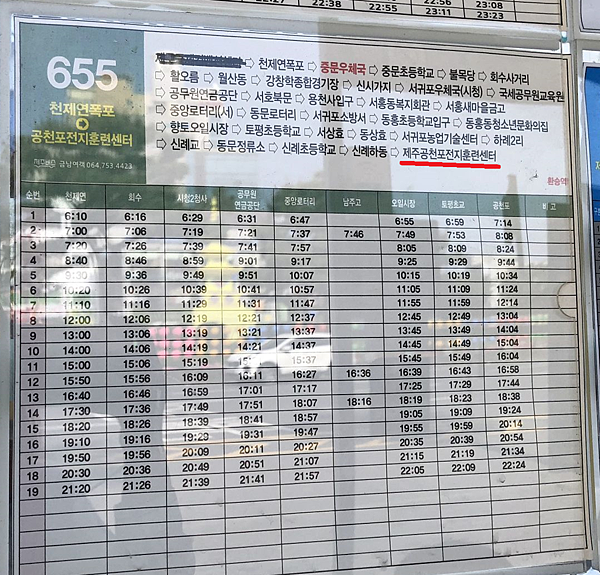 22:38 22:55 22:56
23:11 23:23
655
천제연폭포
공천포전지훈련센터
금남여객 064.753.4423
⇨ 천제연폭포 ⇨ 중문우체국 ⇨ 중문초등학교 ⇨ 불목당 ⇨ 회수사거리
⇨ 활오름 ⇨ 월산동 ⇨ 강창학종합경기장 ⇨ 신시가지 ⇨ 서귀포우체국(시청) ⇨ 국세공무원교육원
⇨ 공무원연금공단 ⇨ 서호북문 ⇨ 용천사입구 ⇨ 서홍동복지회관 ⇨ 서홍새마을금고
⇨ 중앙로터리(서) ⇨ 동문로터리 ⇨ 서귀포소방서 ⇨ 동홍초등학교입구 ⇨ 동홍동청소년문화의집
⇨ 향토오일시장 ⇨ 토평초등학교 ⇨ 서상효 ⇨ 동상효 ⇨ 서귀포농업기술센터 ⇨ 하례2리
⇨ 신례교 ⇨ 동문정류소 ⇨ 신례초등학교 ⇨ 신례하동 ⇨ 제주공천포전지훈련센터
환승역
순번 천제연 회수 시청2청사 공무원연금공단 중앙로터리 남주고 오일시장 토평초교 공천포 비 고
1 6:10 6:16 6:29 6:31 6:47 6:55 6:59 7:14
2 7:00 7:06 7:19 7:21 7:37 7:46 7:49 7:53 8:08
3 7:20 7:26 7:39 7:41 7:57 8:05 8:09 8:24
4 8:40 8:46 8:59 9:01 9:17 9:25 9:29 9:44
5 9:30 9:36 9:49 9:51 10:07 10:15 10:19 10:34
6 10:20 10:26 10:39 10:41 10:57 11:05 11:09 11:24
7 11:10 11:16 11:29 11:31 11:47 11:55 11:59 12:14
8 12:00 12:06 12:19 12:21 12:37 12:45 12:49 13:04
9 13:00 13:06 13:19 13:21 13:37 13:45 13:49 14:04
10 14:00 14:06 14:19 14:21 14:37 14:45 14:49 15:04
11 15:00 15:06 15:19 15:37 15:45 15:49 16:04
12 15:50 15:56 16:09 16:11 16:27 16:36 16:39 16:43 16:58
13 16:40 16:46 16:59 17:01 17:17 17:25 17:29 17:44
14 17:30 17:36 17:49 17:51 18:07 18:16 18:19 18:23 18:38
15 18:20 18:26 18:39 18:41 18:57 19:05 19:09 19:24
16 19:10 19:16 19:29 19:31 19:47 19:55 19:59 20:14
17 19:50 19:56 20:09 20:11 20:27 20:35 20:39 20:54
18 20:30 20:36 20:49 20:51 21:07 21:15 21:19 21:34
19 21:20 21:26 21:39 21:41 21:57 22:05 22:09 22:24